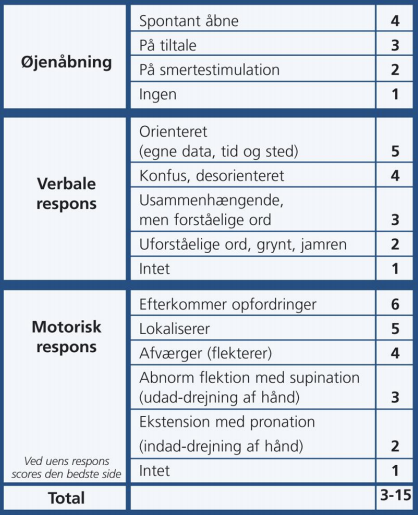 Øjenåbning
Spontant åbne 4
På tiltale 3
På smertestimulation 2
Ingen 1
Verbale
respons
Orienteret
(egne data, tid og sted) 5
Konfus, desorienteret 4
Usammenhængende,
men forståelige ord 3
Uforståelige ord, grynt, jamren 2
Intet 1
Motorisk
respons
Efterkommer opfordringer 6
Lokaliserer 5
Afværger (flekterer) 4
Abnorm flektion med supination
(udad-drejning af hånd) 3
Ekstension med pronation
(indad-drejning af hånd) 2
Intet 1
Ved uens respons
scores den bedste side
Total 3-15